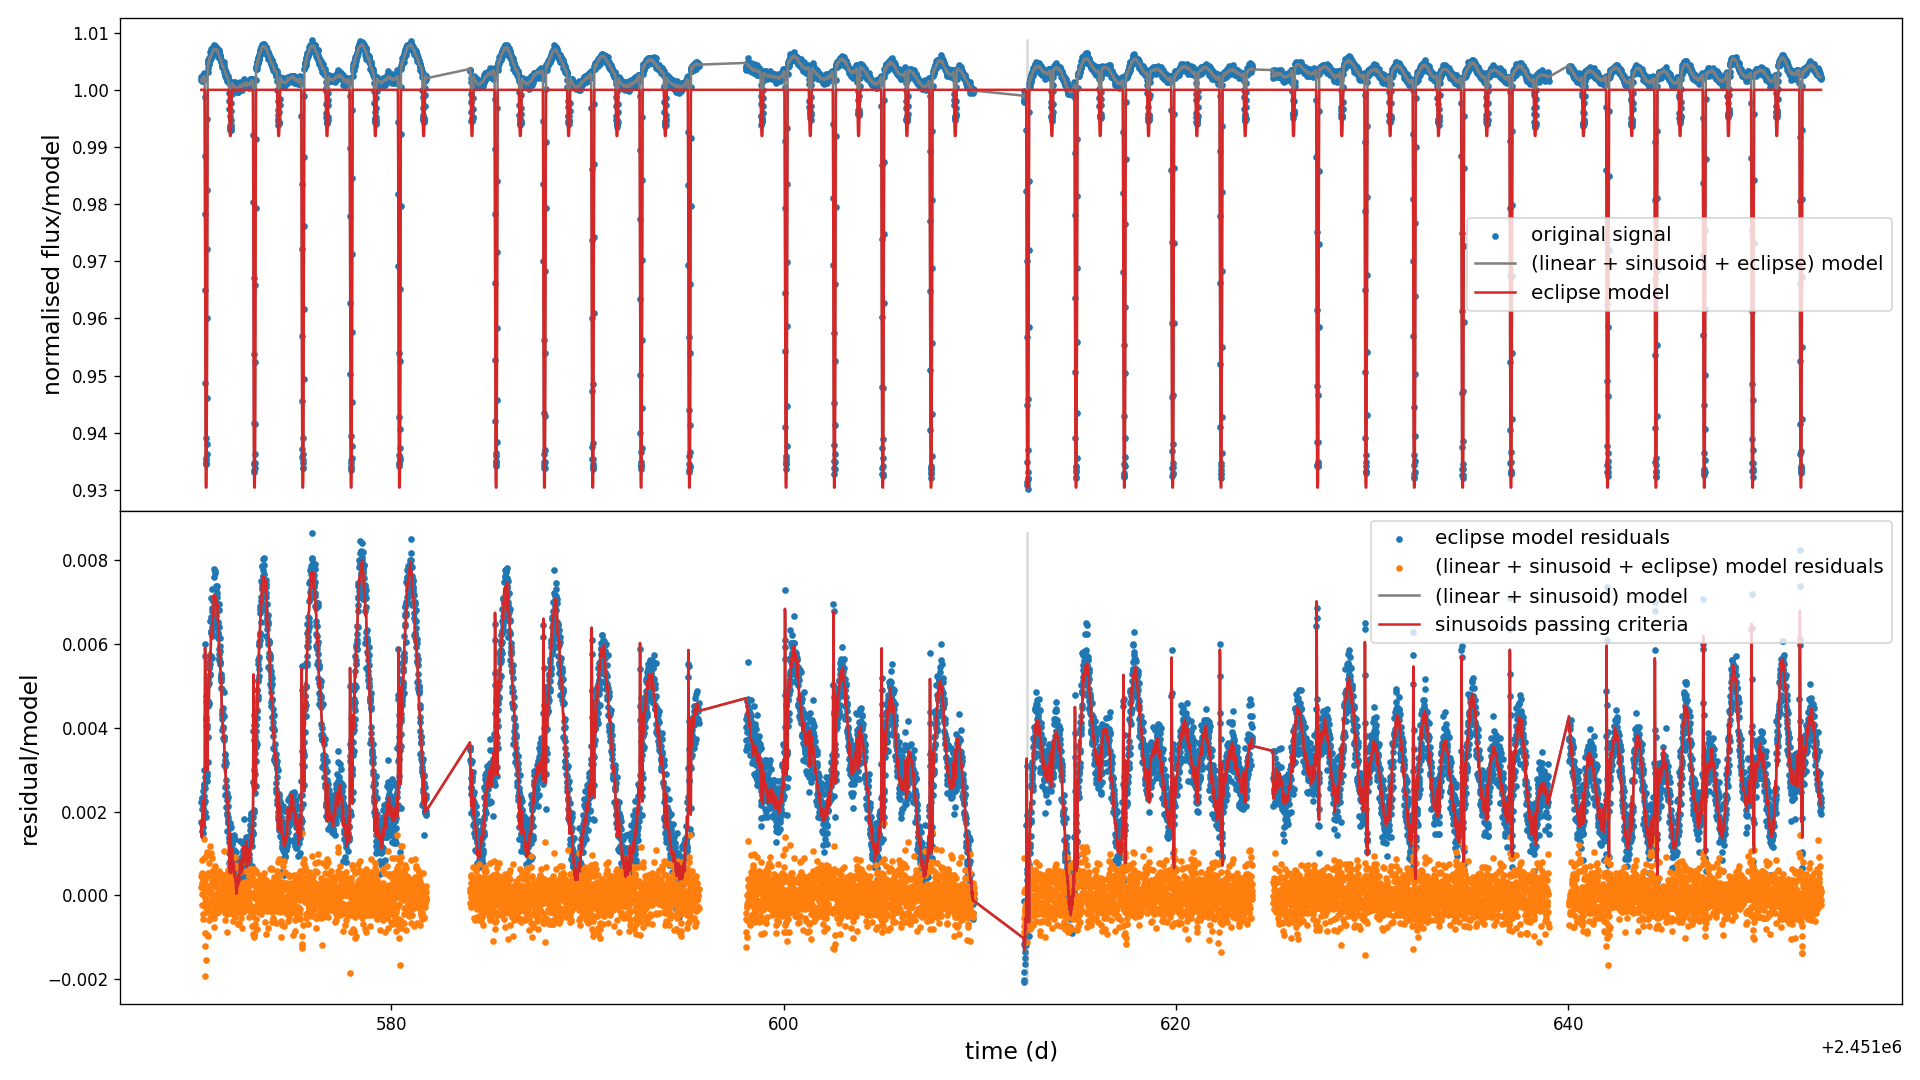 1.01
1.00
0.99
0.98
0.97
0.96
0.95
0.94
0.93
normalised flux/model
original signal
(linear + sinusoid + eclipse) model
eclipse model
0.008
0.006
0.004
0.002
0.000
−0.002
residual/model
eclipse model residuals
(linear + sinusoid + eclipse) model residuals
(linear + sinusoid) model
sinusoids passing criteria
580
600
620
640
time (d)
+2.451e6